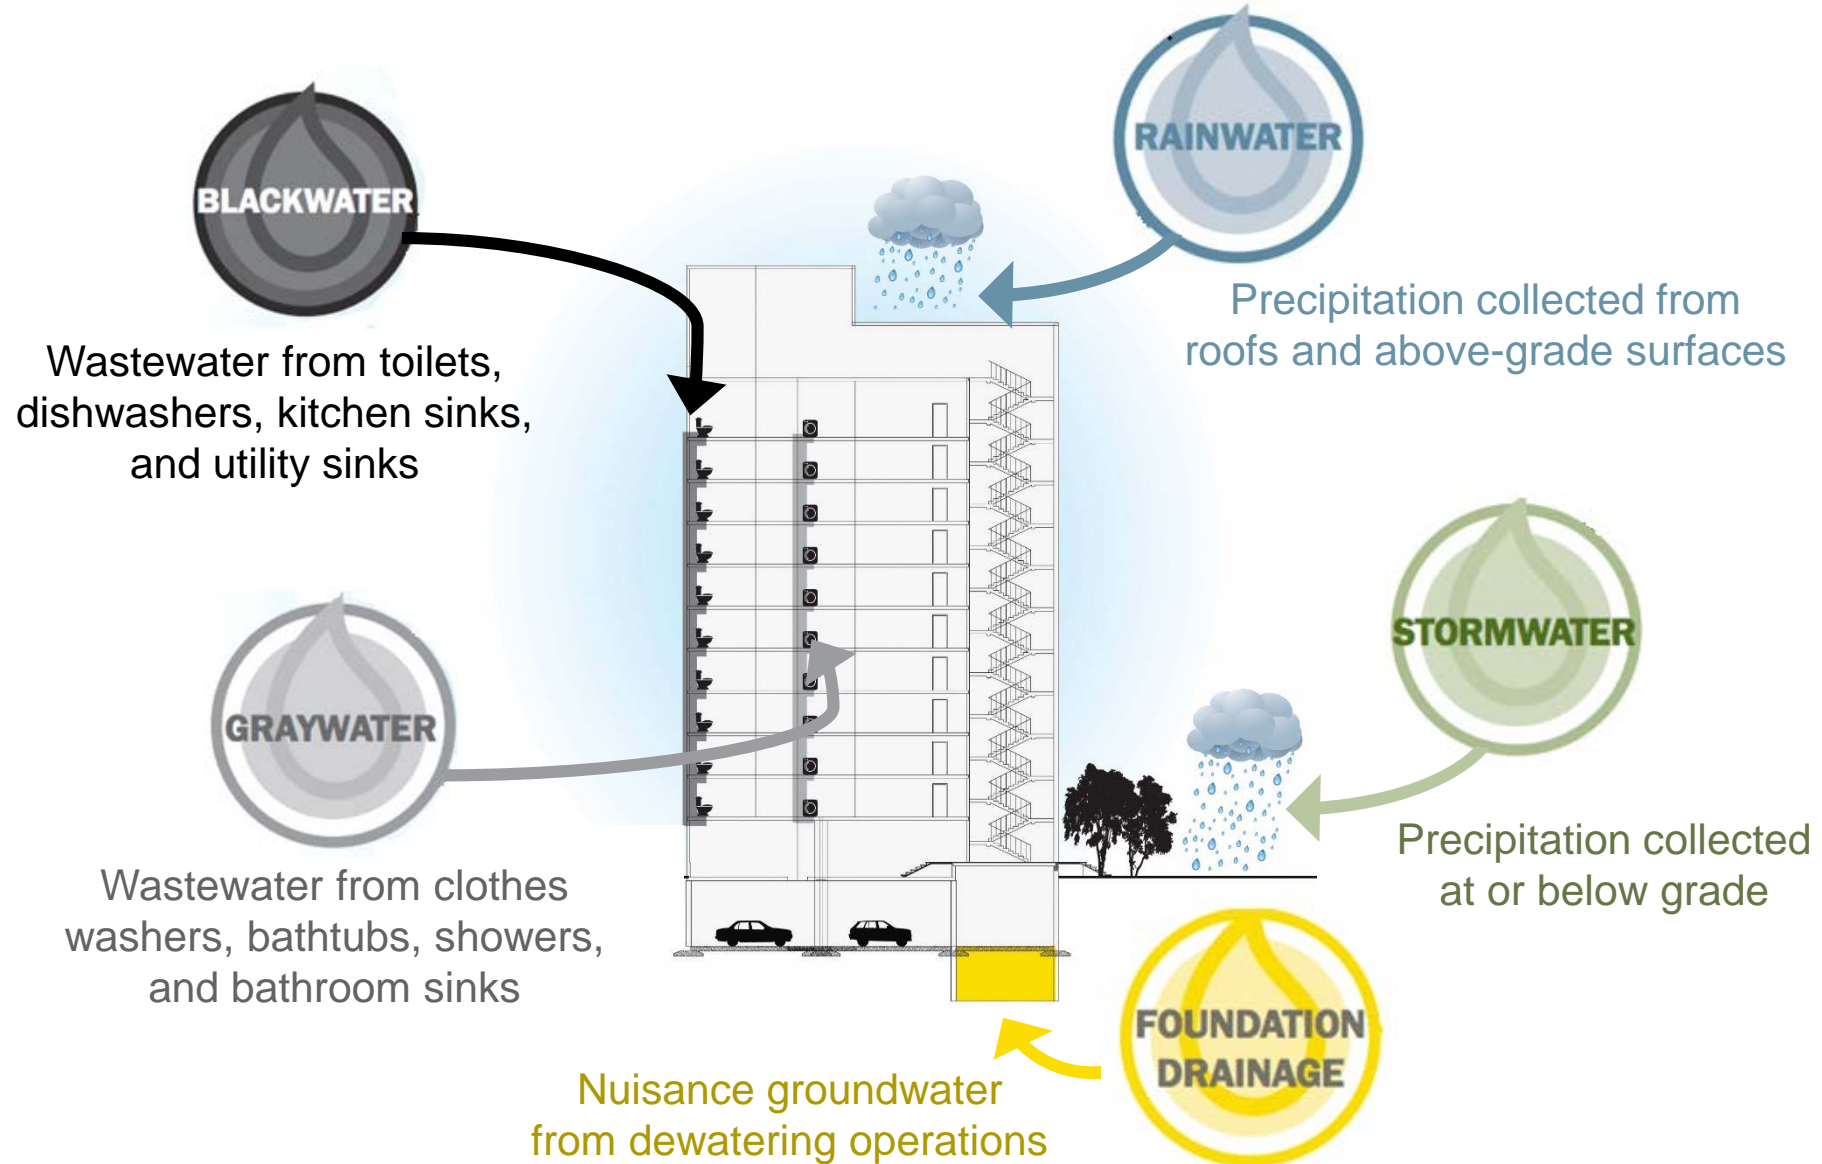 BLACKWATER
Wastewater from toilets,
dishwashers, kitchen sinks,
and utility sinks
RAINWATER
Precipitation collected from
roofs and above-grade surfaces
GRAYWATER
Wastewater from clothes
washers, bathtubs, showers,
and bathroom sinks
STORMWATER
Precipitation collected
at or below grade
FOUNDATION
DRAINAGE
Nuisance groundwater
from dewatering operations